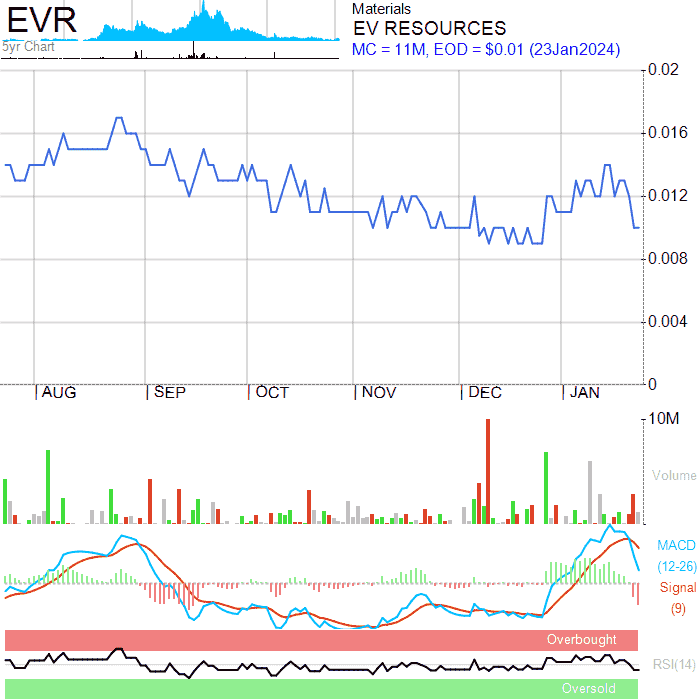 EVR
5yr Chart
Materials
EV RESOURCES
MC = 11M, EOD = $0.01 (23Jan2024)
0.02
0.016
0.012
0.008
0.004
0
AUG SEP OCT NOV DEC JAN
10M
Volume
MACD
(12-26)
Signal
(9)
Overbought
RSI(14)
Oversold